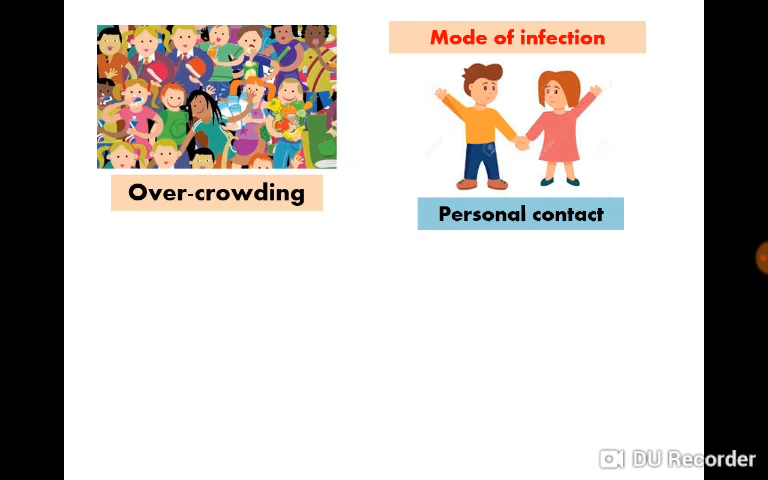 Mode of infection
Over-crowding
Personal contact
DU Recorder